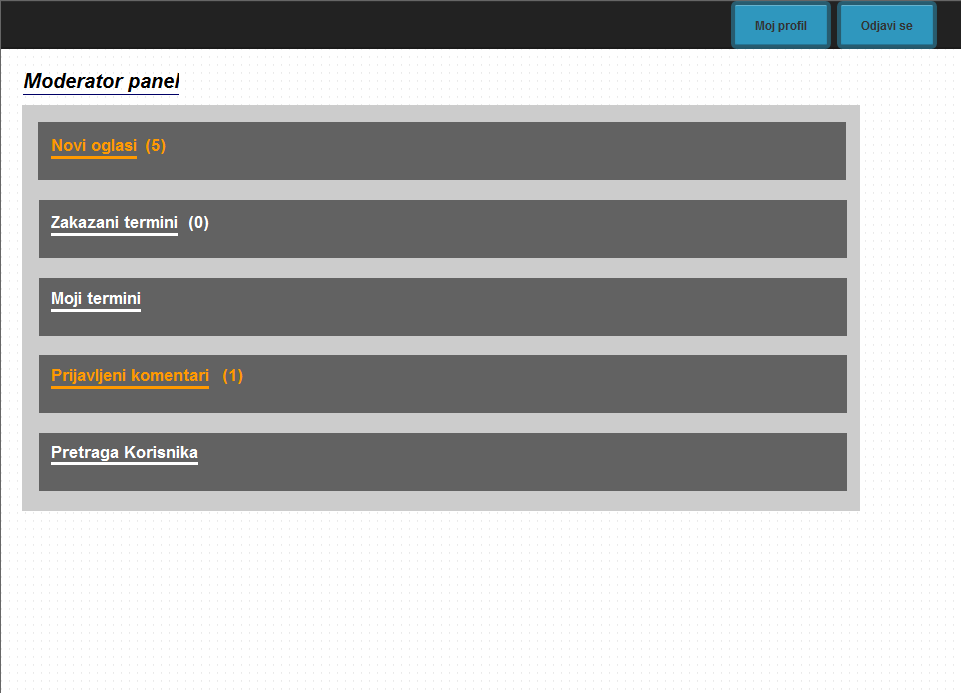 Moj profil
Odjavi se
Moderator panel
Novi oglasi (5)
Zakazani termini (0)
Moji termini
Prijavljeni komentari (1)
Pretraga Korisnika